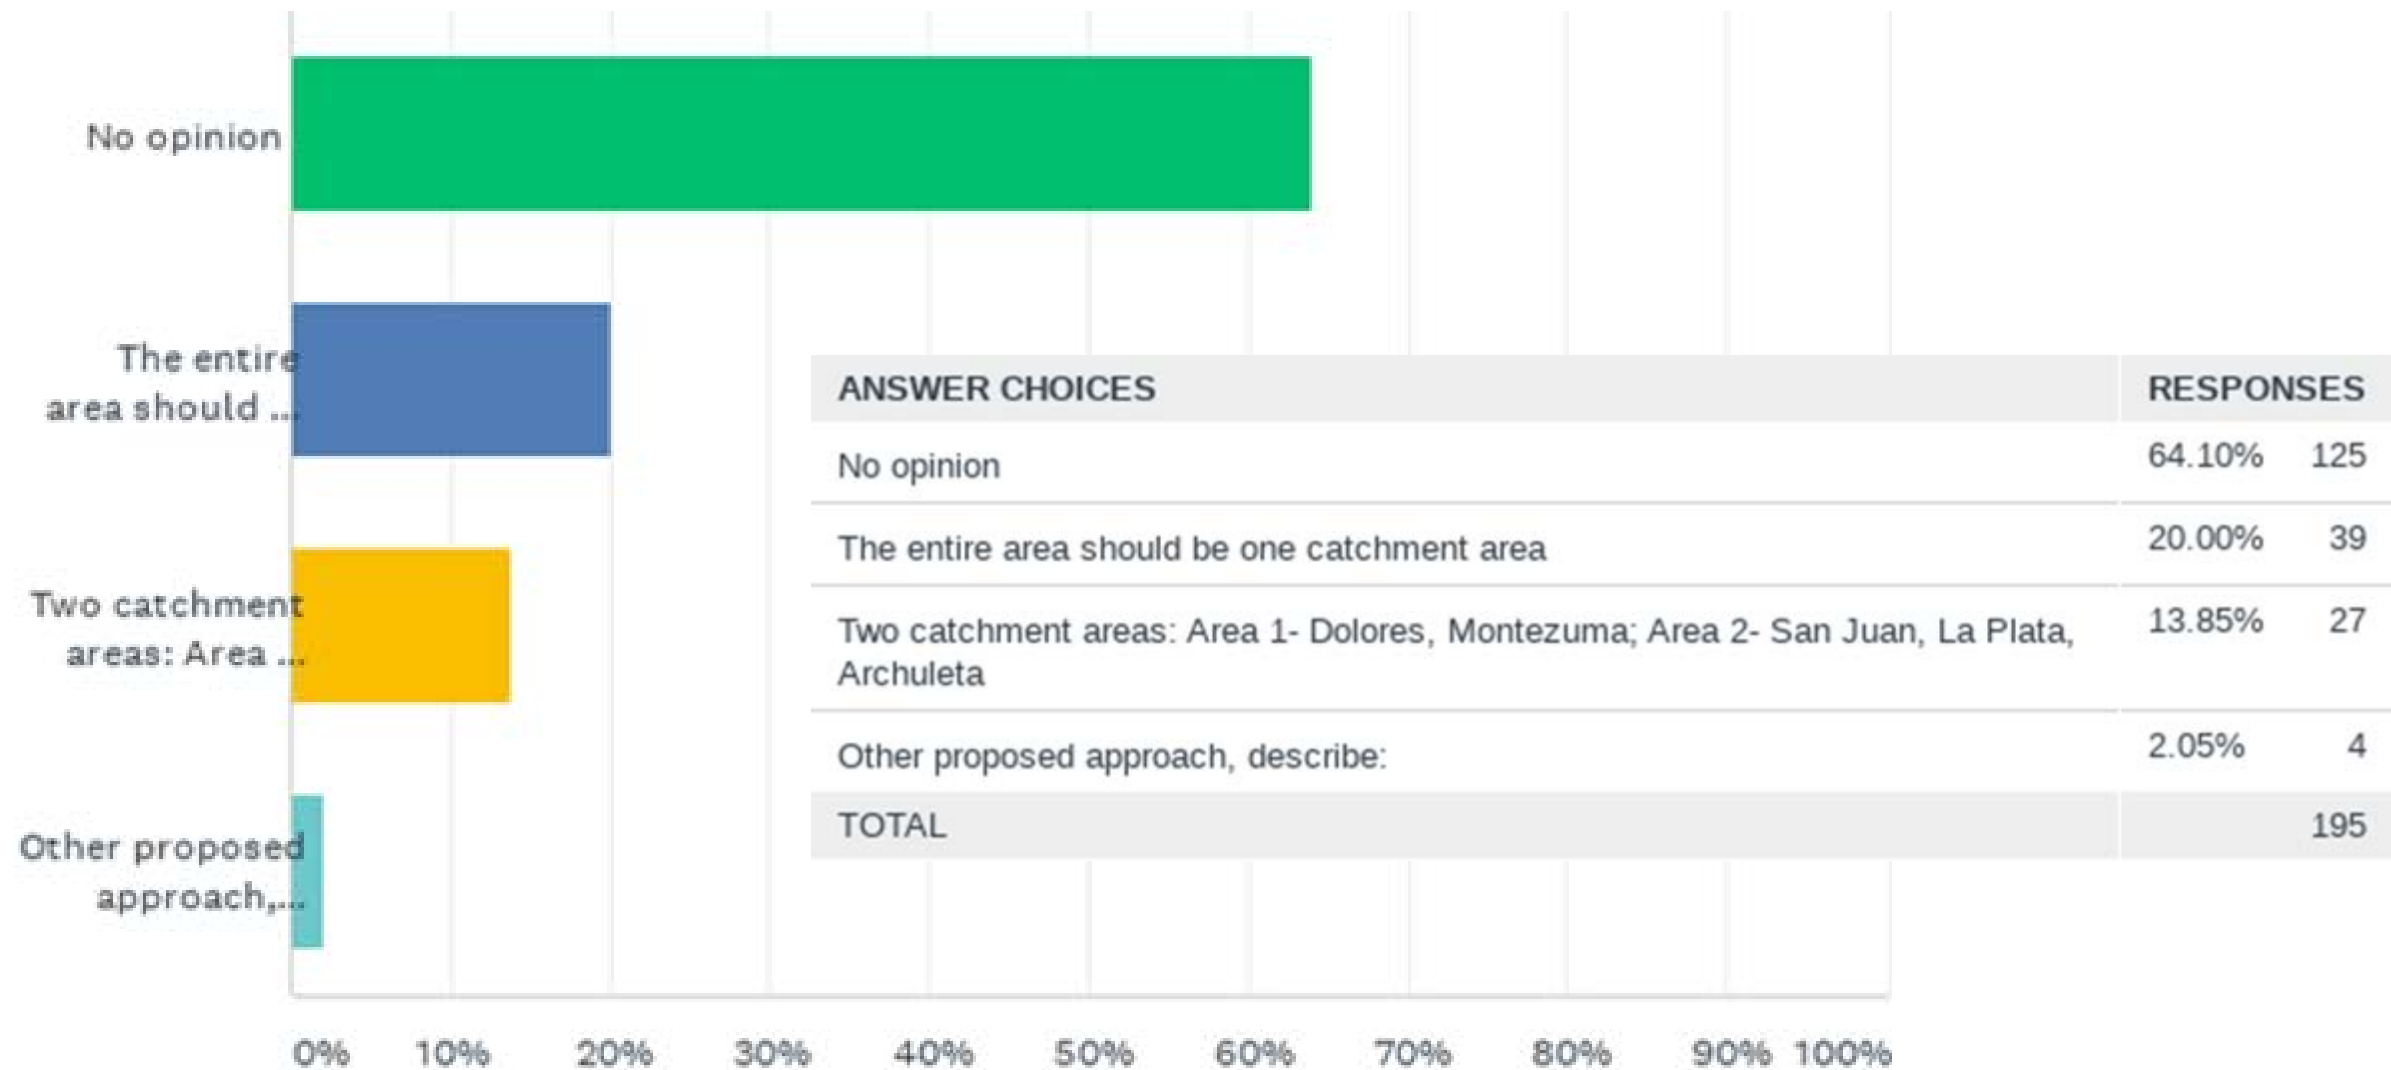 No opinion
The entire
area should ...
Two catchment
areas: Area ...
Other proposed
approach,...
0% 10% 20% 30% 40% 50% 60% 70% 80% 90% 100%
ANSWER CHOICES RESPONSES
No opinion 64.10% 125
The entire area should be one catchment area 20.00% 39
Two catchment areas: Area 1- Dolores, Montezuma; Area 2- San Juan, La Plata, 13.85% 27
Archuleta
Other proposed approach, describe: 2.05% 4
TOTAL 195